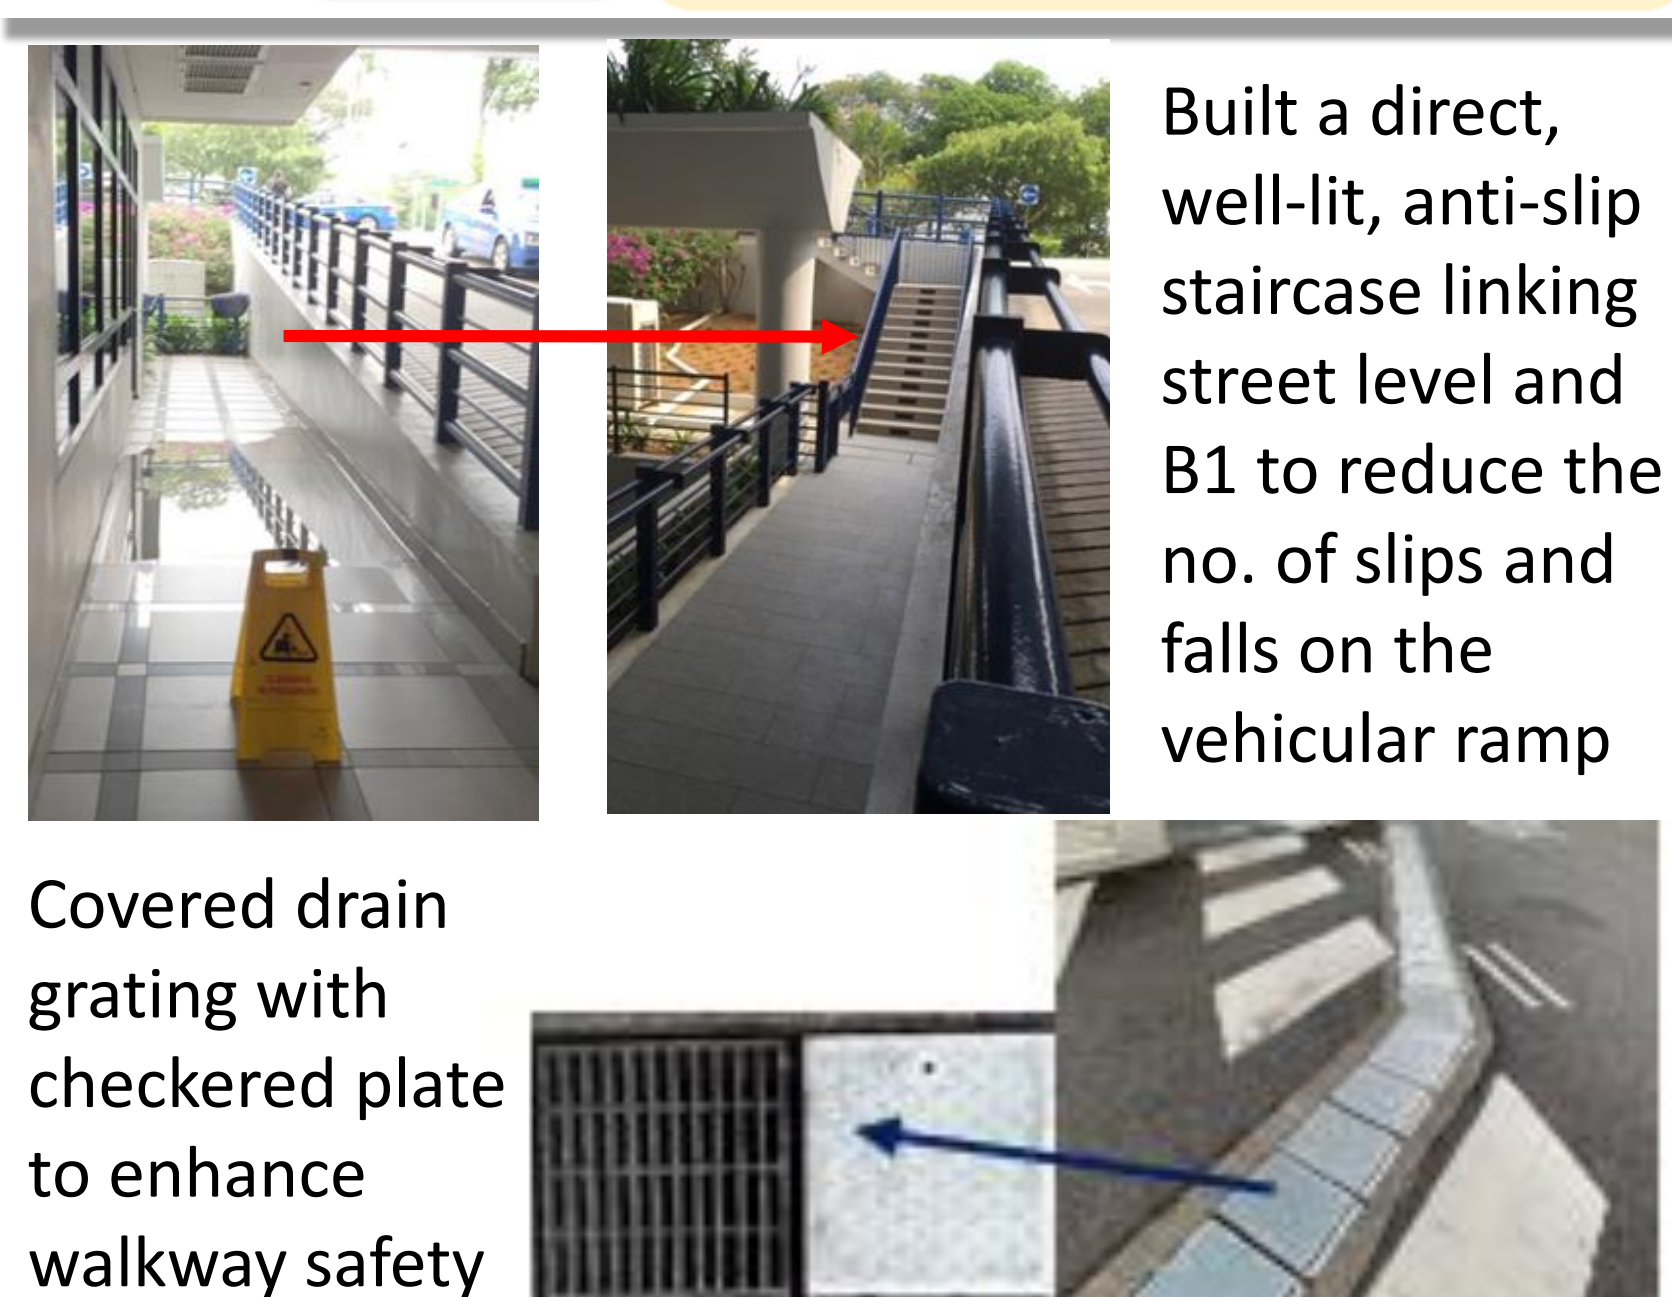 Built a direct,
well-lit, anti-slip
staircase linking
street level and
B1 to reduce the
no. of slips and
falls on the
vehicular ramp
Covered drain
grating with
checkered plate
to enhance
walkway safety